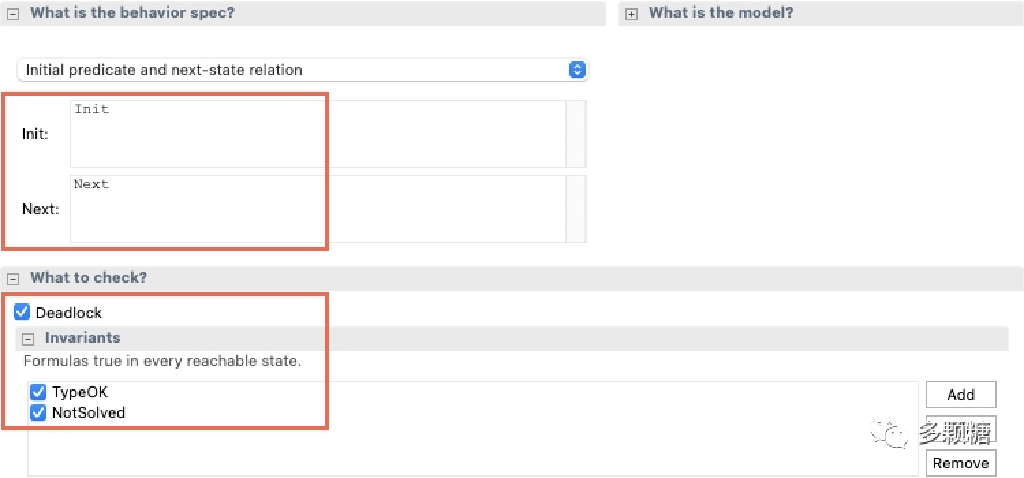 What is the behavior spec?
What is the model?
Initial predicate and next-state relation
Init:
Init
Next:
Next
What to check?
Deadlock
Invariants
Formulas true in every reachable state.
TypeOK
NotSolved
Add
多颗糖
Remove